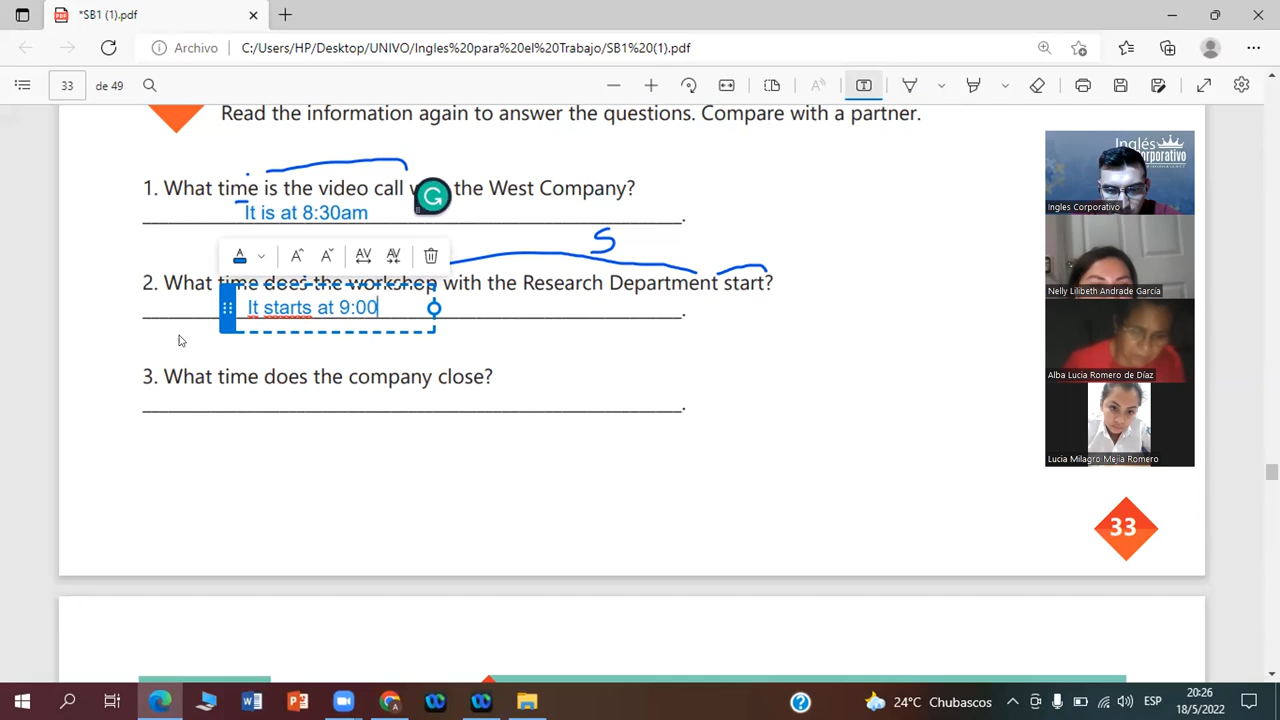 *SB1 (1).pdf
Archivo
C:/Users/HP/Desktop/UNIVO/Ingles%20para%20el%20Trabajo/SB1%20(1).pdf
33
de 49
Read the information again to answer the questions. Compare with a partner.
1. What time is the video call the West Company?
It is at 8:30am
S
2. What time does the workshop with the Research Department start?
It starts at 9:00
3. What time does the company close?
Inglés
Corporativo
Ingles Corporativo
Nelly Lilibeth Andrade García
Alba Lucia Romero de Díaz
Lucia Milagro Mejia Romero
33
24°C Chubascos
ESP
20:26
18/5/2022